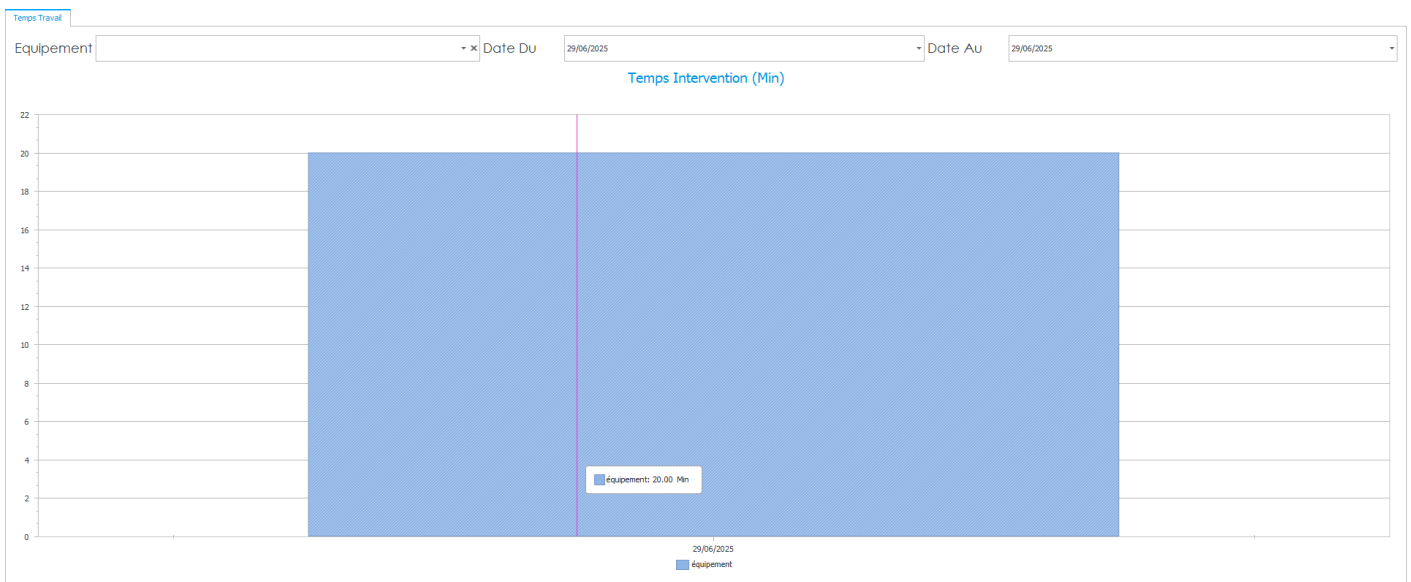 Temps Travail
Equipement Date Du 29/06/2025 Date Au 29/06/2025
Temps Intervention (Min)
22
20
18
16
14
12
10
8
6
4
équipement: 20.00 Min
2
0
29/06/2025
équipement